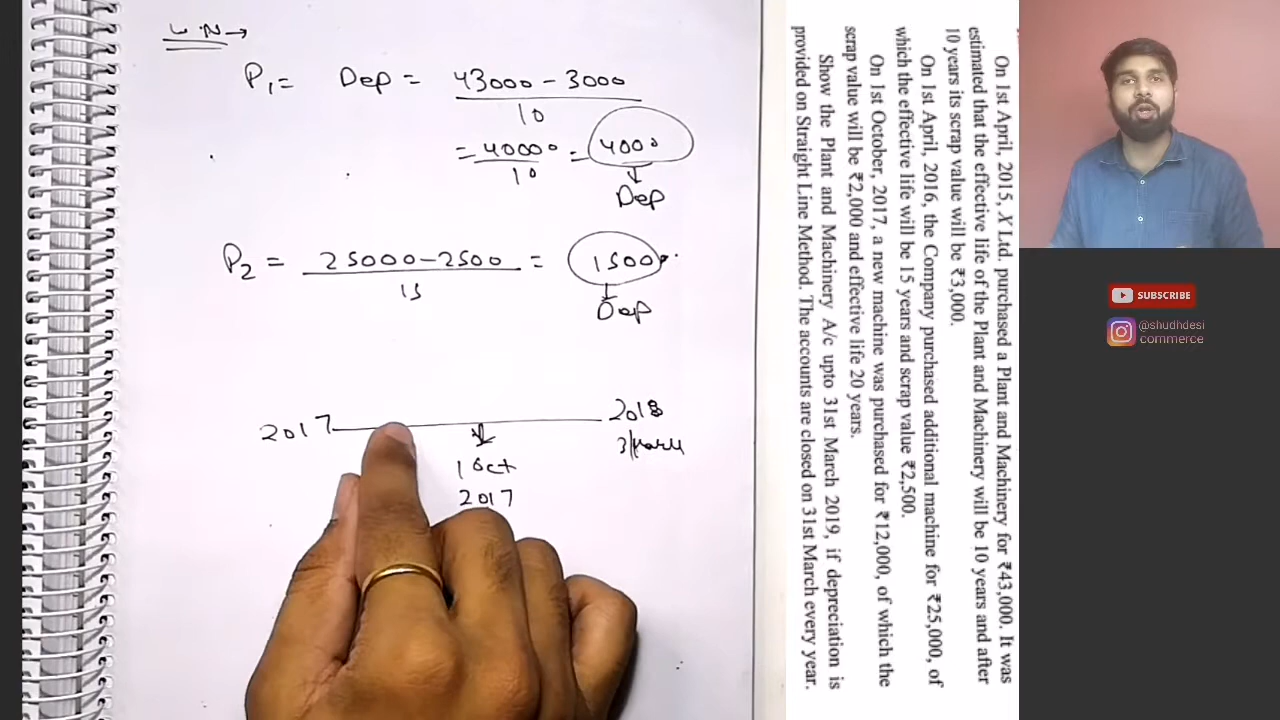 W.N→
P₁ = Dep = 43000 - 3000
10
= 40000 = 4000
10
Dep
P₂ = 25000 - 2500 = 1500
15
Dep
2017
2018
31 March
1 Oct
2017
On 1st April, 2015, X Ltd. purchased a Plant and Machinery for ₹43,000. It was
estimated that the effective life of the Plant and Machinery will be 10 years and after
10 years its scrap value will be ₹3,000.
On 1st April, 2016, the Company purchased additional machine for ₹25,000, of
which the effective life will be 15 years and scrap value ₹2,500.
On 1st October, 2017, a new machine was purchased for ₹12,000, of which the
scrap value will be ₹2,000 and effective life 20 years.
Show the Plant and Machinery A/c upto 31st March 2019, if depreciation is
provided on Straight Line Method. The accounts are closed on 31st March every year.
SUBSCRIBE
@shudhdesi
commerce